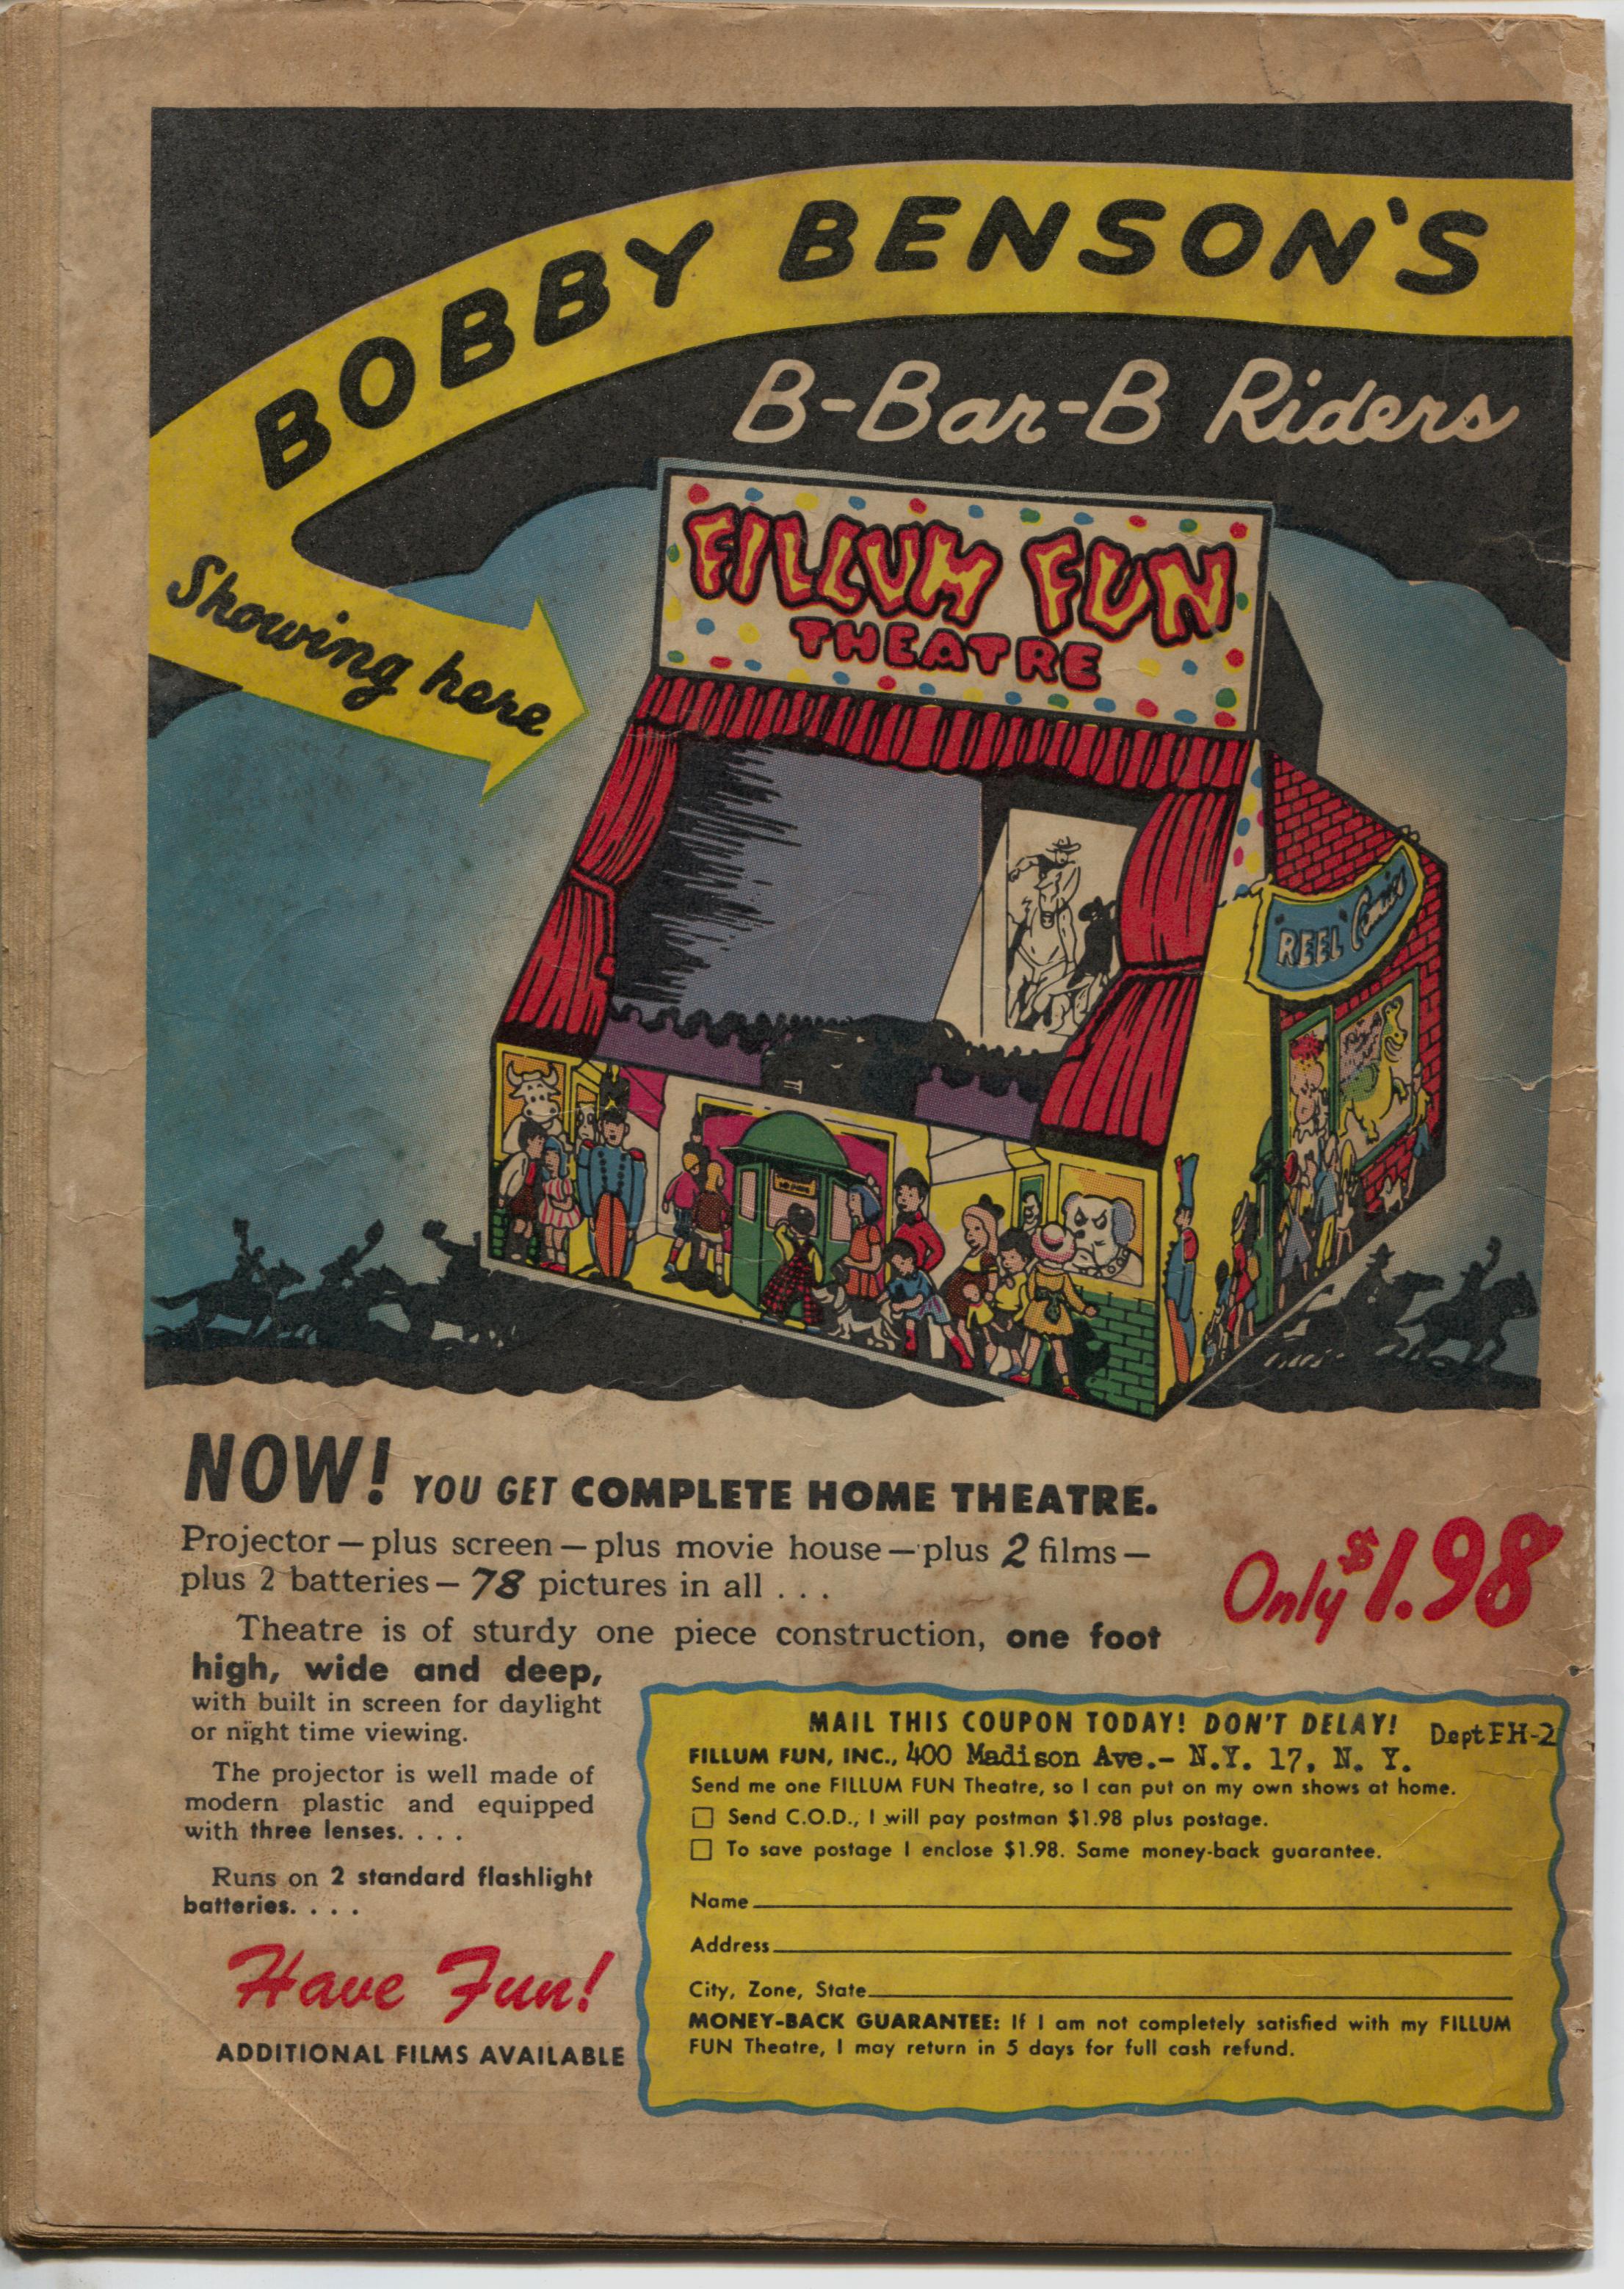 BOBBY BENSON'S
B-Bar-B Riders
Showing here
FILLUM FUN
THEATRE
"REEL" Comics
NOW! YOU GET COMPLETE HOME THEATRE.
Projector — plus screen — plus movie house — plus 2 films —
plus 2 batteries — 78 pictures in all . . .
Only $1.98
Theatre is of sturdy one piece construction, one foot
high, wide and deep,
with built in screen for daylight
or night time viewing.
The projector is well made of
modern plastic and equipped
with three lenses. . . .
Runs on 2 standard flashlight
batteries. . . .
Have Fun!
ADDITIONAL FILMS AVAILABLE
MAIL THIS COUPON TODAY! DON'T DELAY! Dept FH-2
FILLUM FUN, INC., 400 Madison Ave.- N.Y. 17, N. Y.
Send me one FILLUM FUN Theatre, so I can put on my own shows at home.
Send C.O.D., I will pay postman $1.98 plus postage.
To save postage I enclose $1.98. Same money-back guarantee.
Name
Address
City, Zone, State
MONEY-BACK GUARANTEE: If I am not completely satisfied with my FILLUM
FUN Theatre, I may return in 5 days for full cash refund.